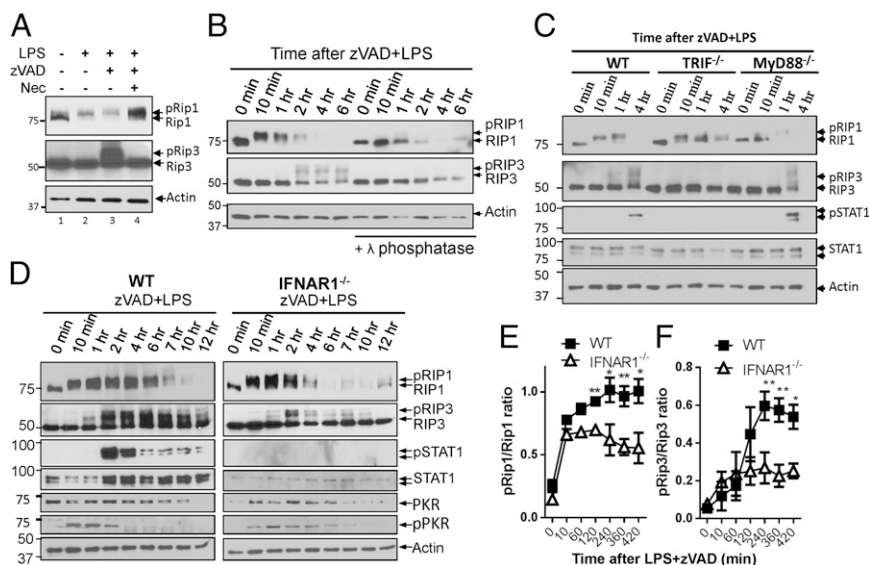 A
LPS - + + +
zVAD - - + +
Nec - - - +
pRip1
Rip1
75
pRip3
Rip3
50
Actin
37
1 2 3 4
B
Time after zVAD+LPS
0 min 10 min 1 hr 2 hr 4 hr 6 hr 0 min 10 min 1 hr 2 hr 4 hr 6 hr
pRIP1
RIP1
75
pRIP3
RIP3
50
50
Actin
37
+ λ phosphatase
C
Time after zVAD+LPS
WT TRIF-/- MyD88-/-
0 min 10 min 1 hr 4 hr 0 min 10 min 1 hr 4 hr 0 min 10 min 1 hr 4 hr
pRIP1
RIP1
75
pRIP3
RIP3
50
100
pSTAT1
75
100
STAT1
75
50
Actin
37
D
WT IFNAR1-/-
zVAD+LPS zVAD+LPS
0 min 10 min 1 hr 2 hr 4 hr 6 hr 7 hr 10 hr 12 hr 0 min 10 min 1 hr 2 hr 4 hr 6 hr 7 hr 10 hr 12 hr
pRIP1
75 75
RIP1
pRIP3
50 50
RIP3
100
pSTAT1
75
100
STAT1
75
75 75
PKR
75
pPKR
50
Actin
37
E
WT
IFNAR1-/-
pRip1/Rip1 ratio
1.0
0.5
0.0
** * ** *
0 10 60 120 240 360 420
F
WT
IFNAR1-/-
pRip3/Rip3 ratio
0.8
0.6
0.4
0.2
0.0
** ** *
0 10 60 120 240 360 420
Time after LPS+zVAD (min)